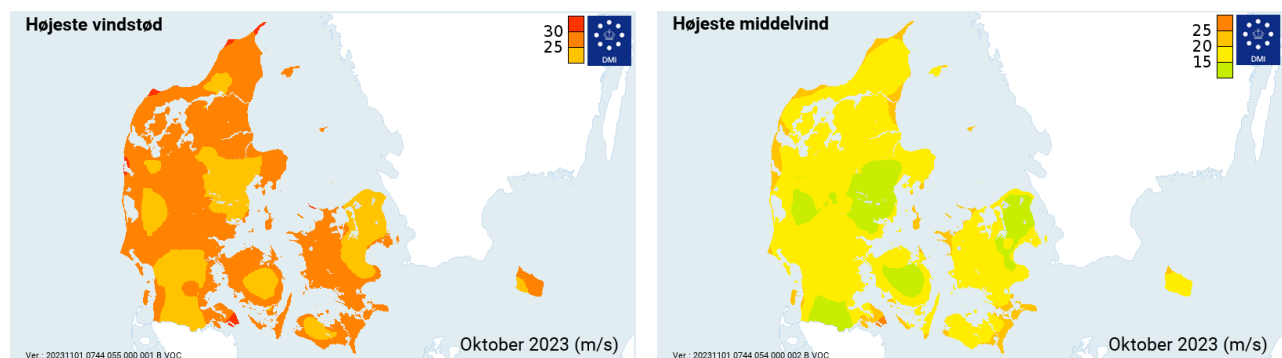 Højeste vindstød
30
25
DMI
Oktober 2023 (m/s)
Ver.: 20231101 0744 055 000 001 B VOC
Højeste middelvind
25
20
15
DMI
Oktober 2023 (m/s)
Ver.: 20231101 0744 054 000 002 B VOC